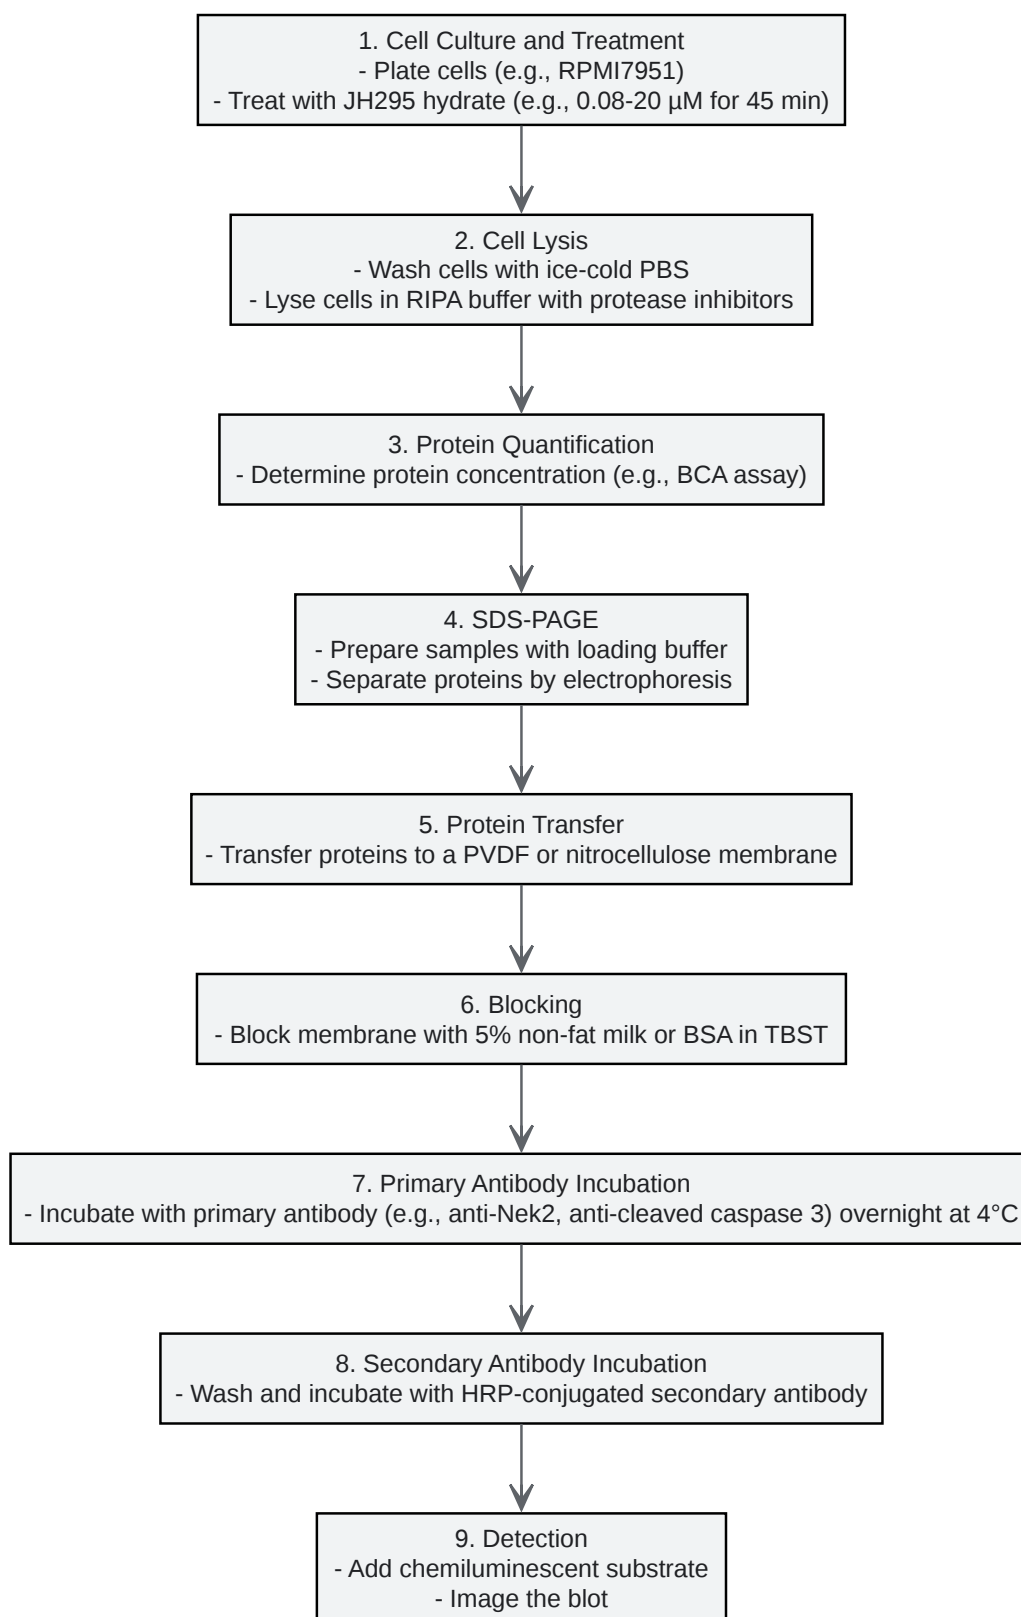 1. Cell Culture and Treatment
- Plate cells (e.g., RPMI7951)
- Treat with JH295 hydrate (e.g., 0.08-20 µM for 45 min)
2. Cell Lysis
- Wash cells with ice-cold PBS
- Lyse cells in RIPA buffer with protease inhibitors
3. Protein Quantification
- Determine protein concentration (e.g., BCA assay)
4. SDS-PAGE
- Prepare samples with loading buffer
- Separate proteins by electrophoresis
5. Protein Transfer
- Transfer proteins to a PVDF or nitrocellulose membrane
6. Blocking
- Block membrane with 5% non-fat milk or BSA in TBST
7. Primary Antibody Incubation
- Incubate with primary antibody (e.g., anti-Nek2, anti-cleaved caspase 3) overnight at 4°C
8. Secondary Antibody Incubation
- Wash and incubate with HRP-conjugated secondary antibody
9. Detection
- Add chemiluminescent substrate
- Image the blot